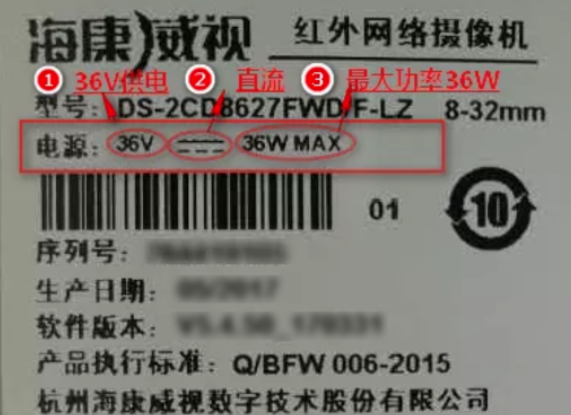 海康威视 红外网络摄像机
1 36V供电 2 直流 3 最大功率36W
型号: DS-2CD8627FWD/F-LZ 8-32mm
电源: 36V 36W MAX
01 10
序列号:
生产日期:
软件版本:
产品执行标准: Q/BFW 006-2015
杭州海康威视数字技术股份有限公司